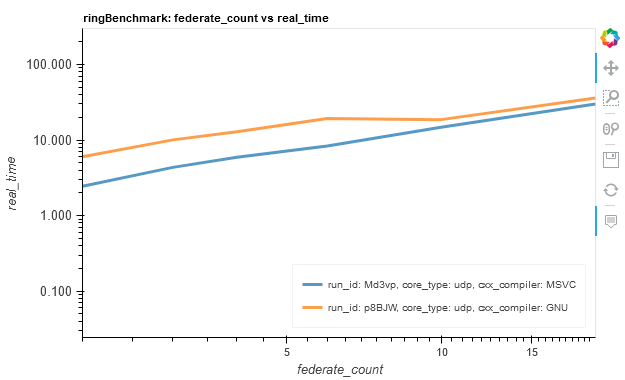 ringBenchmark: federate_count vs real_time
100.000
10.000
1.000
0.100
real_time
run_id: Md3vp, core_type: udp, cxx_compiler: MSVC
run_id: p8BJW, core_type: udp, cxx_compiler: GNU
5
10
15
federate_count